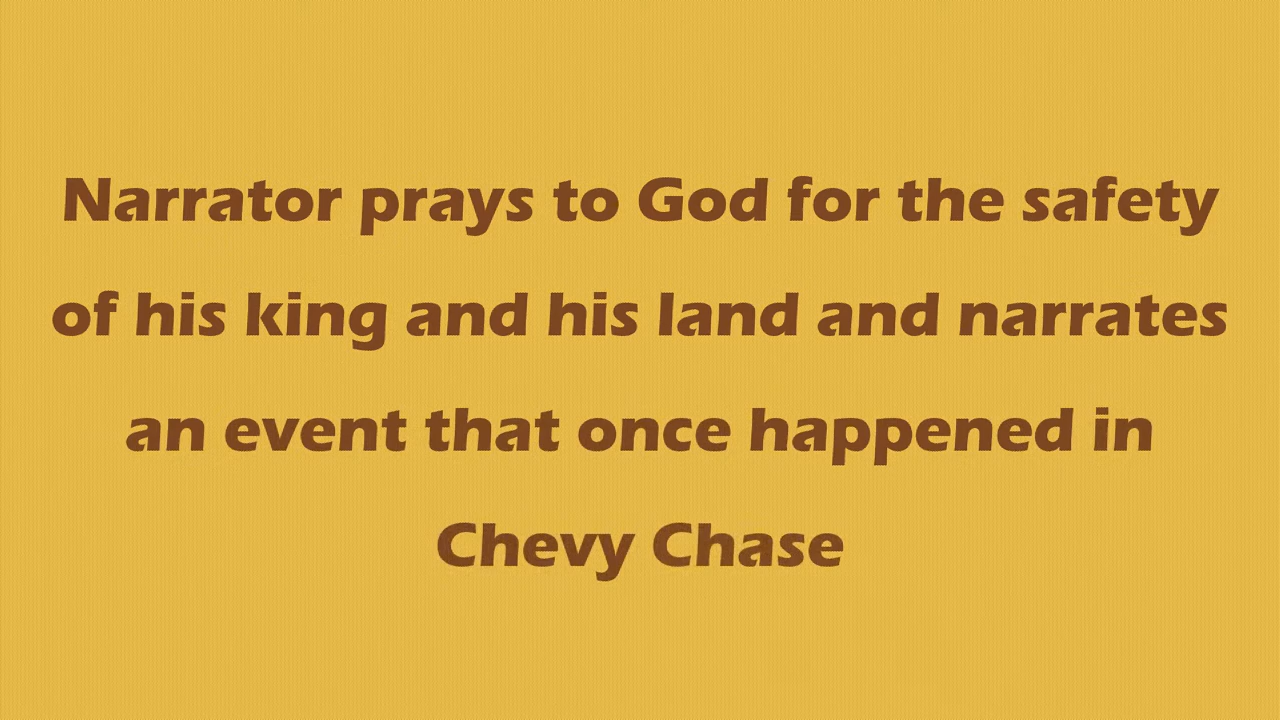 Narrator prays to God for the safety
of his king and his land and narrates
an event that once happened in
Chevy Chase